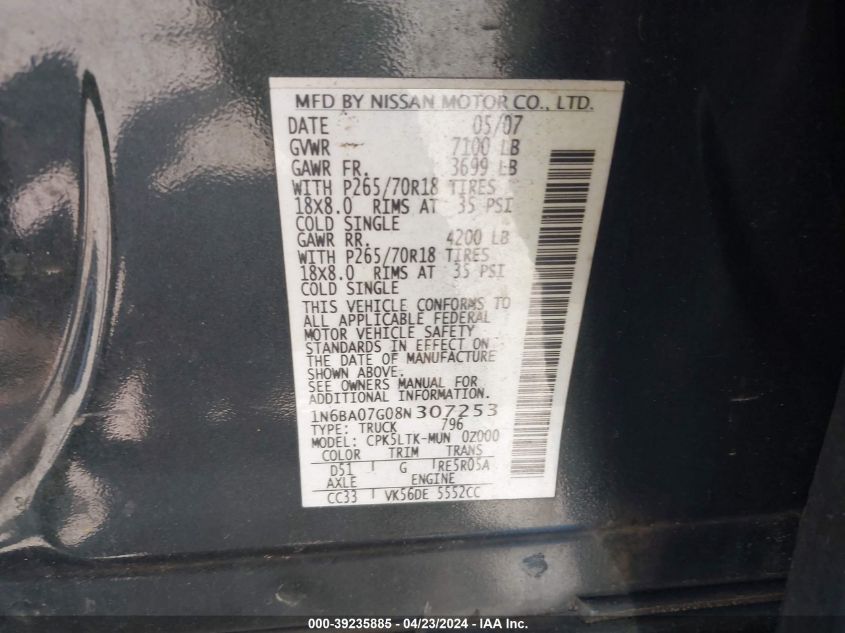 MFD BY NISSAN MOTOR CO., LTD.
DATE 05/07
GVWR 7100 LB
GAWR FR. 3699 LB
WITH P265/70R18 TIRES
18X8.0 RIMS AT 35 PSI
COLD SINGLE
GAWR RR. 4200 LB
WITH P265/70R18 TIRES
18X8.0 RIMS AT 35 PSI
COLD SINGLE
THIS VEHICLE CONFORMS TO
ALL APPLICABLE FEDERAL
MOTOR VEHICLE SAFETY
STANDARDS IN EFFECT ON
THE DATE OF MANUFACTURE
SHOWN ABOVE.
SEE OWNERS MANUAL FOR
ADDITIONAL INFORMATION.
1N6BA07G08N307253
TYPE: TRUCK 796
MODEL: CPK5LTK-MUN 0Z000
COLOR TRIM TRANS
D51 G RE5R05A
AXLE ENGINE
CC33 VK56DE 5552CC
000-39235885 - 04/23/2024 - IAA Inc.